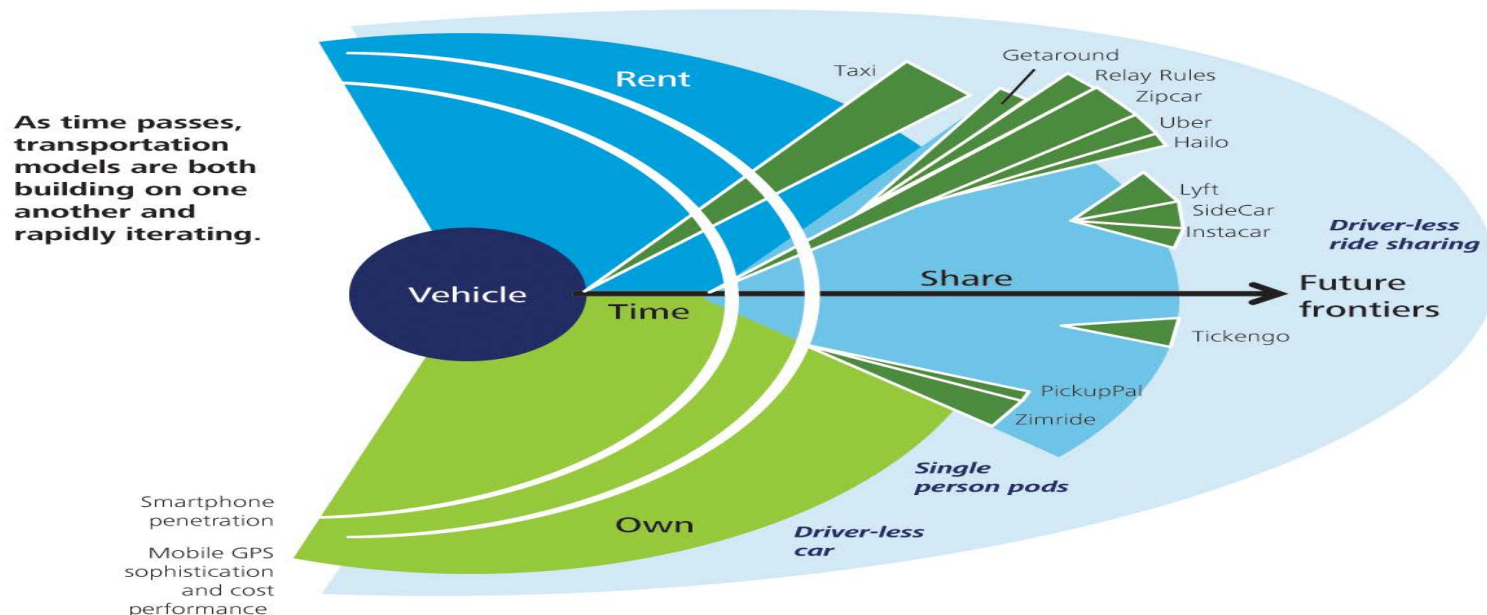 As time passes,
transportation
models are both
building on one
another and
rapidly iterating.
Rent
Taxi
Getaround
Relay Rules
Zipcar
Uber
Hailo
Lyft
SideCar
Instacar
Driver-less
ride sharing
Vehicle
Share
Time
Future
frontiers
Tickengo
PickupPal
Zimride
Single
person pods
Own
Driver-less
car
Smartphone
penetration
Mobile GPS
sophistication
and cost
performance